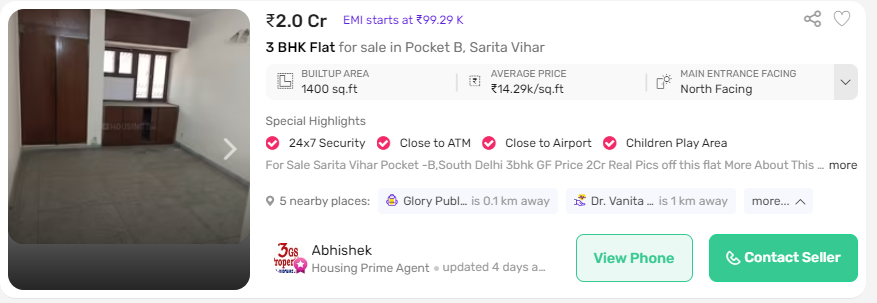 ₹2.0 Cr EMI starts at ₹99.29 K
3 BHK Flat for sale in Pocket B, Sarita Vihar
BUILTUP AREA
1400 sq.ft
AVERAGE PRICE
₹14.29k/sq.ft
MAIN ENTRANCE FACING
North Facing
Special Highlights
24x7 Security Close to ATM Close to Airport Children Play Area
For Sale Sarita Vihar Pocket -B,South Delhi 3bhk GF Price 2Cr Real Pics off this flat More About This ... more
5 nearby places: Glory Publ... is 0.1 km away Dr. Vanita ... is 1 km away more...
3GS
Abhishek
Housing Prime Agent • updated 4 days a...
View Phone
Contact Seller